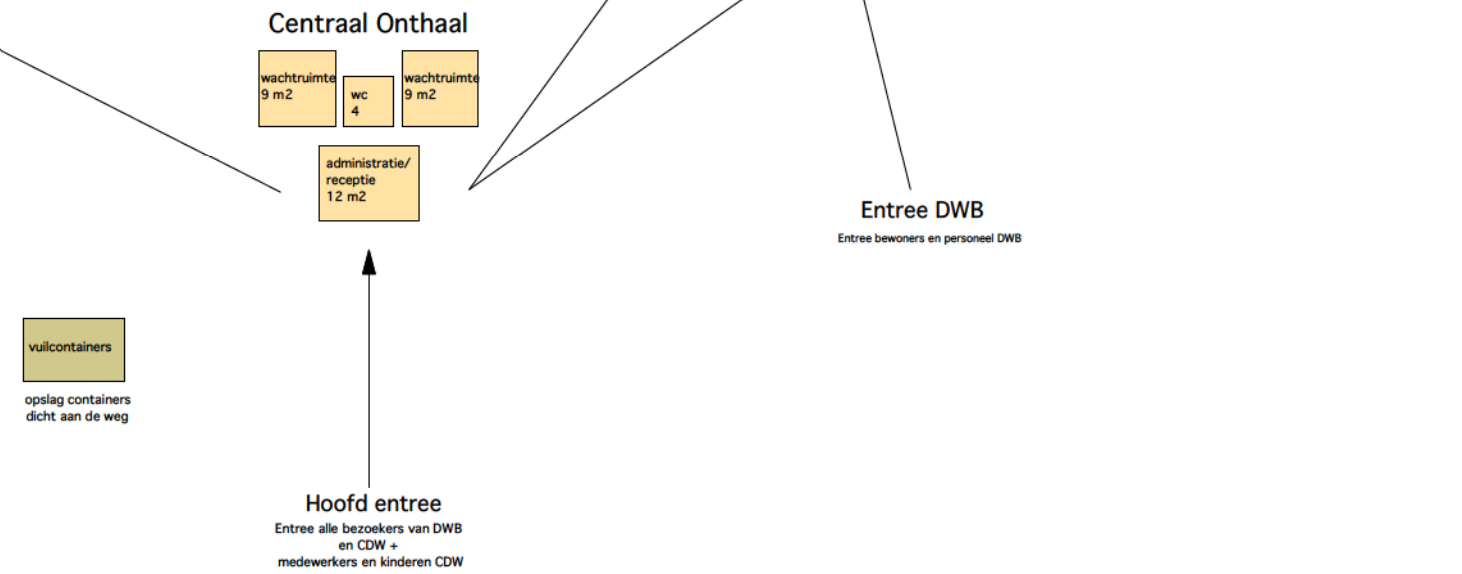 Centraal Onthaal
wachtruimte
9 m2
wc
4
wachtruimte
9 m2
administratie/
receptie
12 m2
Entree DWB
Entree bewoners en personeel DWB
vuilcontainers
opslag containers
dicht aan de weg
Hoofd entree
Entree alle bezoekers van DWB
en CDW +
medewerkers en kinderen CDW